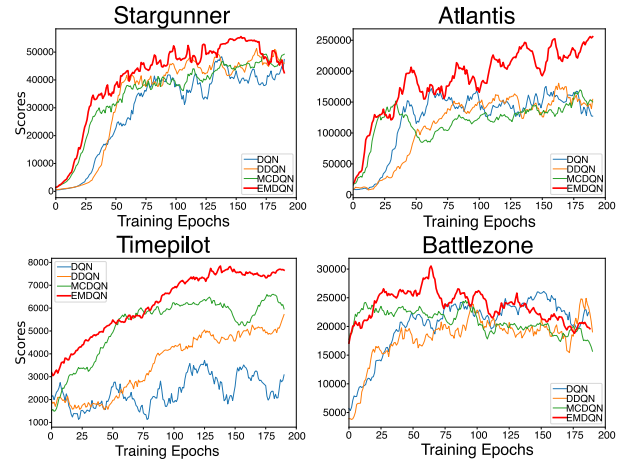 Stargunner
Scores
50000
40000
30000
20000
10000
0
0 25 50 75 100 125 150 175 200
Training Epochs
DQN
DDQN
MCDQN
EMDQN
Atlantis
250000
200000
150000
100000
50000
0
0 25 50 75 100 125 150 175 200
Training Epochs
DQN
DDQN
MCDQN
EMDQN
Timepilot
Scores
8000
7000
6000
5000
4000
3000
2000
1000
0 25 50 75 100 125 150 175 200
Training Epochs
DQN
DDQN
MCDQN
EMDQN
Battlezone
30000
25000
20000
15000
10000
5000
0 25 50 75 100 125 150 175 200
Training Epochs
DQN
DDQN
MCDQN
EMDQN